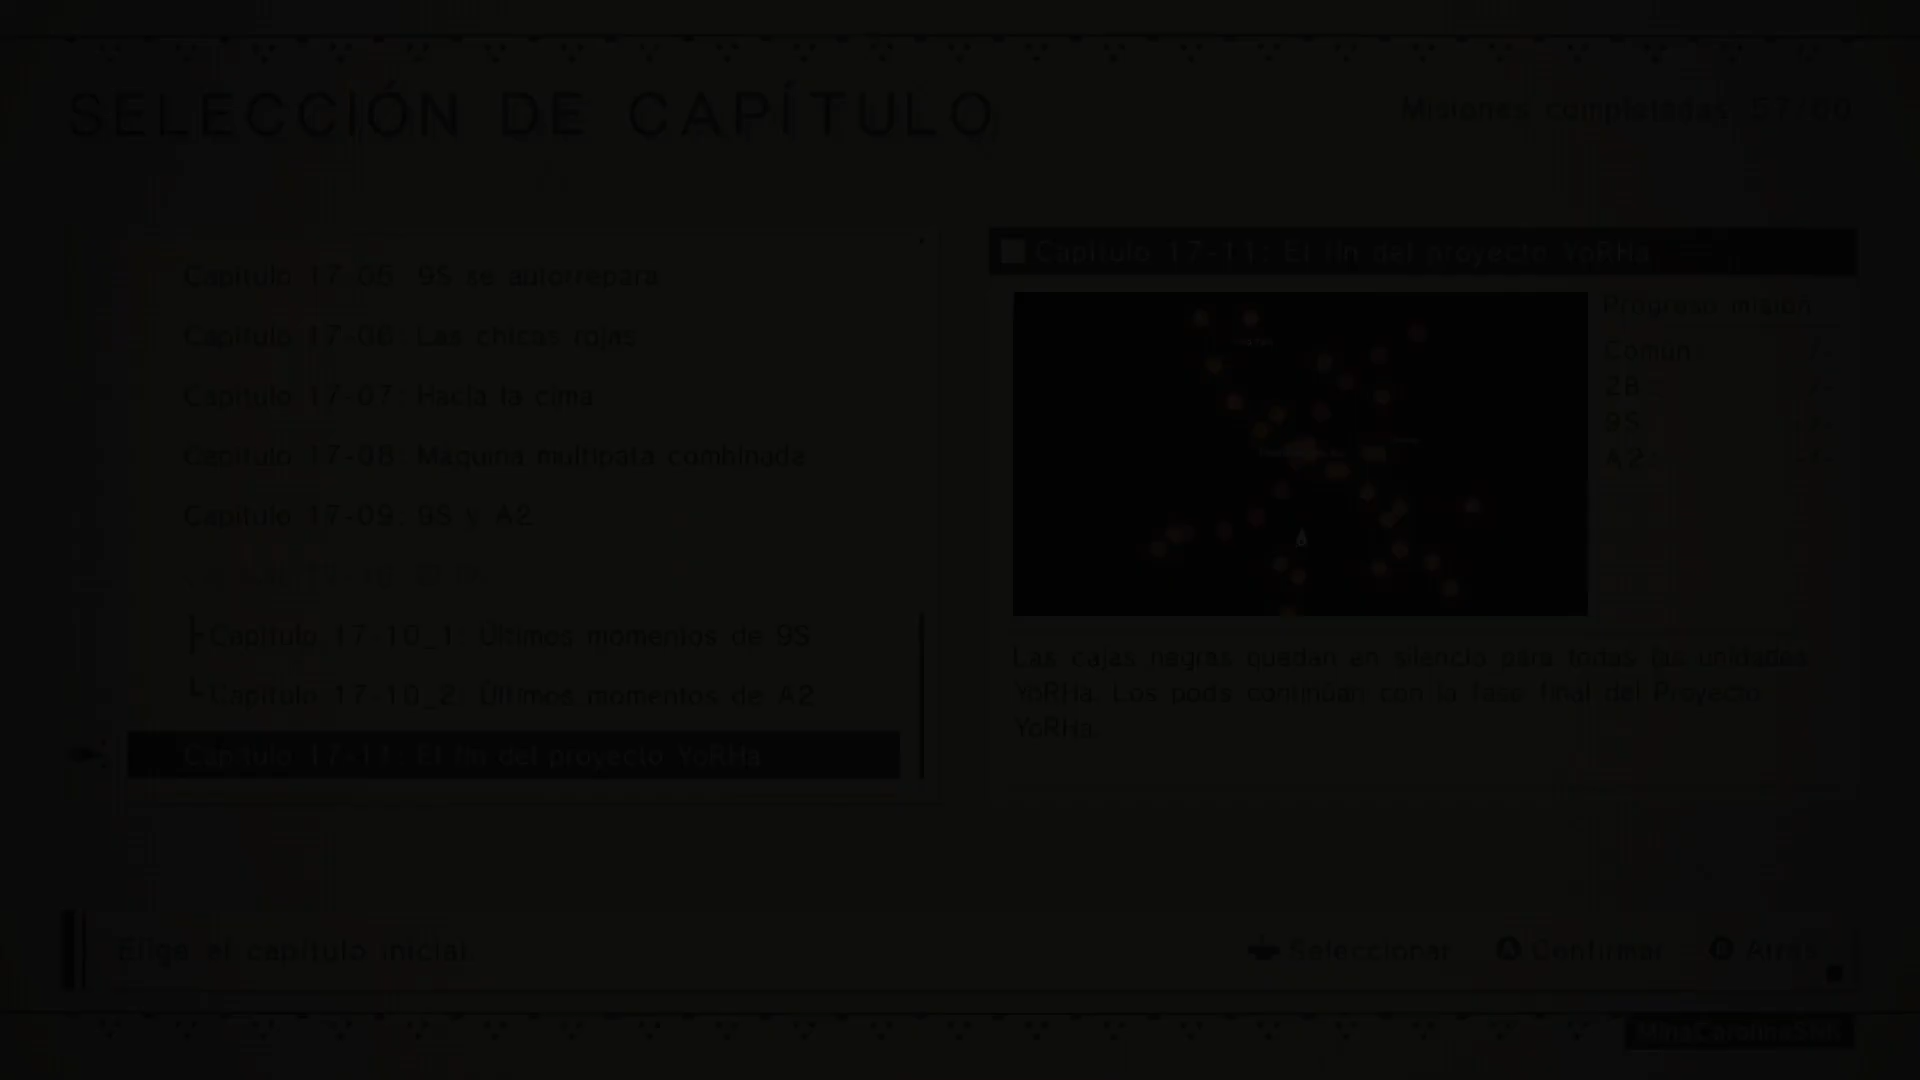 SELECCIÓN DE CAPÍTULO
Misiones completadas 57/60
Capítulo 17-05: 9S se autorrepara
Capítulo 17-06: Las chicas rojas
Capítulo 17-07: Hacia la cima
Capítulo 17-08: Máquina multipata combinada
Capítulo 17-09: 9S y A2
Capítulo 17-10_1: Últimos momentos de 9S
Capítulo 17-10_2: Últimos momentos de A2
Capítulo 17-11: El fin del proyecto YoRHa
Capítulo 17-11: El fin del proyecto YoRHa
Progreso misión
Común:
2B:
9S:
A2:
Las cajas negras quedan en silencio para todas las unidades
YoRHa. Los pods continúan con la fase final del Proyecto
YoRHa.
Elige el capítulo inicial.
Seleccionar
Confirmar
Atrás